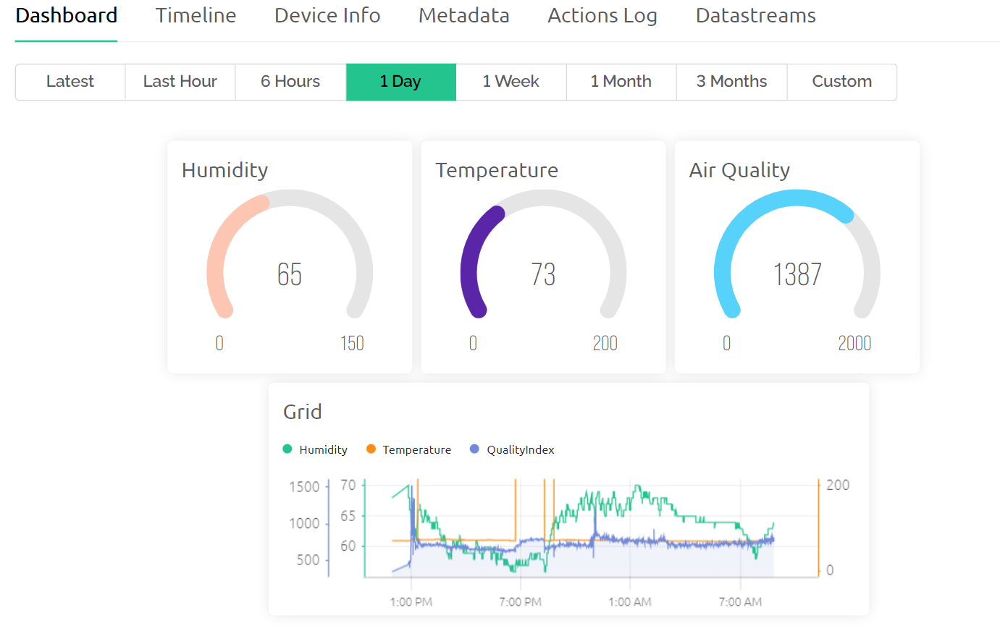 Dashboard Timeline Device Info Metadata Actions Log Datastreams
Latest Last Hour 6 Hours 1 Day 1 Week 1 Month 3 Months Custom
Humidity Temperature Air Quality
65 73 1387
0 150 0 200 0 2000
Grid
Humidity Temperature QualityIndex
1500 70 200
1000 65
500 60 0
1:00 PM 7:00 PM 1:00 AM 7:00 AM